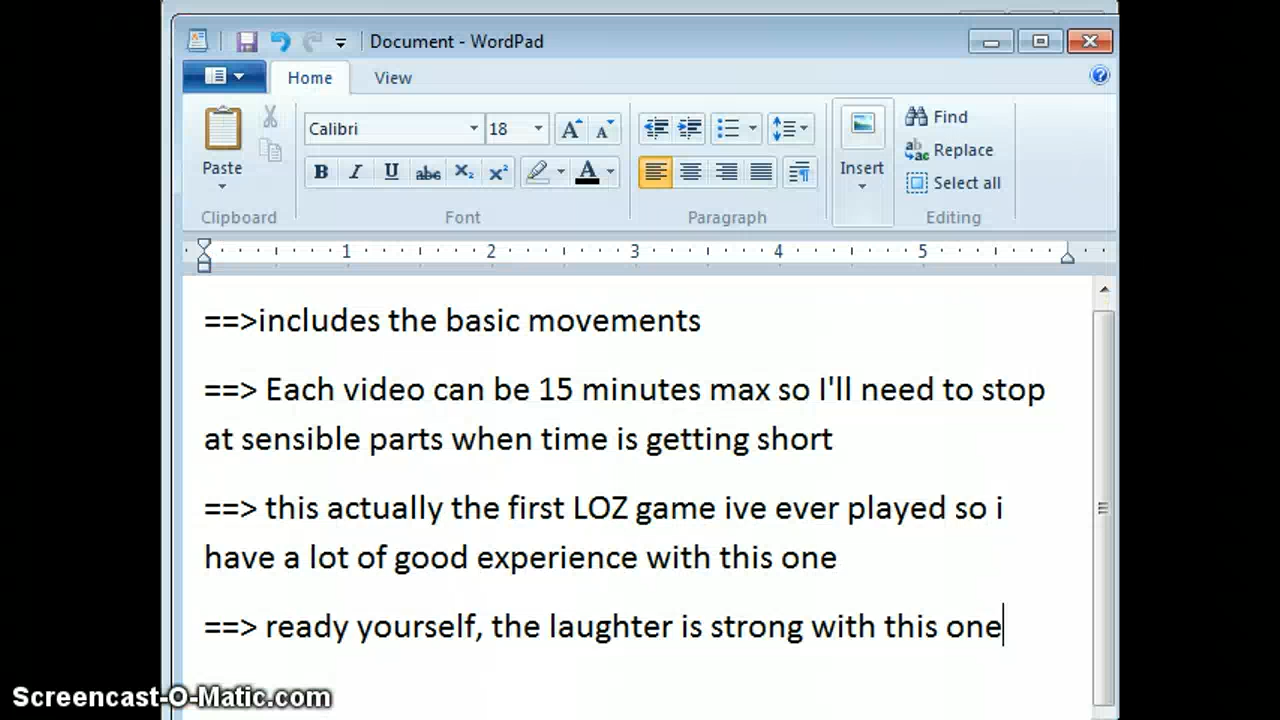 Document - WordPad
Home View
Calibri 18
Paste
B I U abc X₂ X² A
Insert
Find
Replace
Select all
Clipboard Font Paragraph Editing
1 2 3 4 5
==>includes the basic movements
==> Each video can be 15 minutes max so I'll need to stop
at sensible parts when time is getting short
==> this actually the first LOZ game ive ever played so i
have a lot of good experience with this one
==> ready yourself, the laughter is strong with this one
Screencast-O-Matic.com